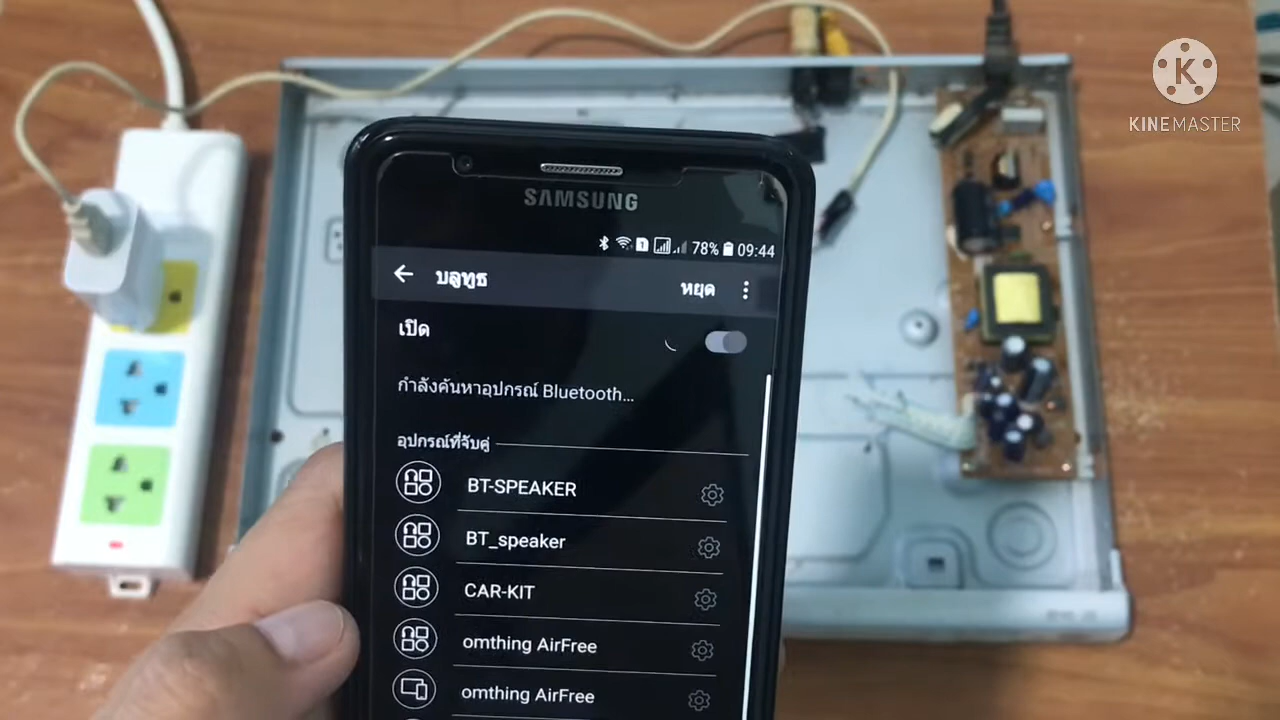 KINEMASTER
SAMSUNG
1 78% 09:44
บลูทูธ หยุด
เปิด
กำลังค้นหาอุปกรณ์ Bluetooth...
อุปกรณ์ที่จับคู่
BT-SPEAKER
BT_speaker
CAR-KIT
omthing AirFree
omthing AirFree